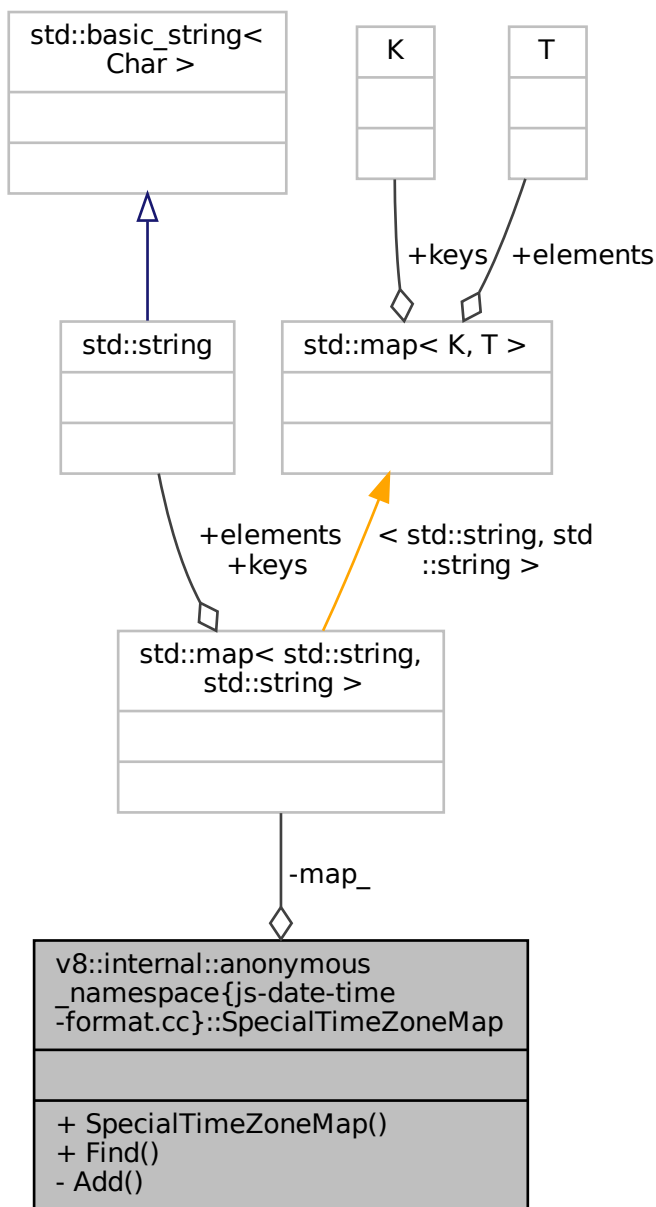 std::basic_string<
Char >
K
T
+keys
+elements
std::string
std::map< K, T >
+elements
+keys
< std::string, std
::string >
std::map< std::string,
std::string >
-map_
v8::internal::anonymous
_namespace{js-date-time
-format.cc}::SpecialTimeZoneMap
+ SpecialTimeZoneMap()
+ Find()
- Add()